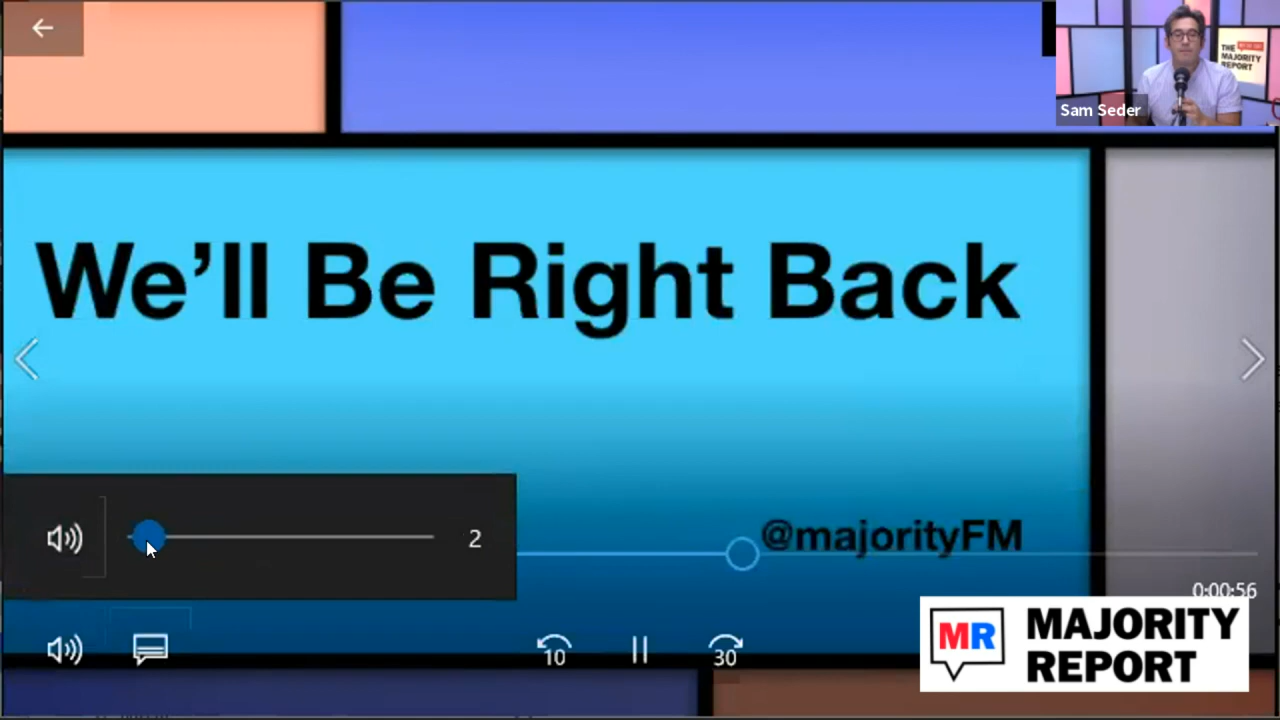 THE
MAJORITY
REPORT
Sam Seder
We’ll Be Right Back
@majorityFM
2
0:00:56
10
30
MR
MAJORITY
REPORT